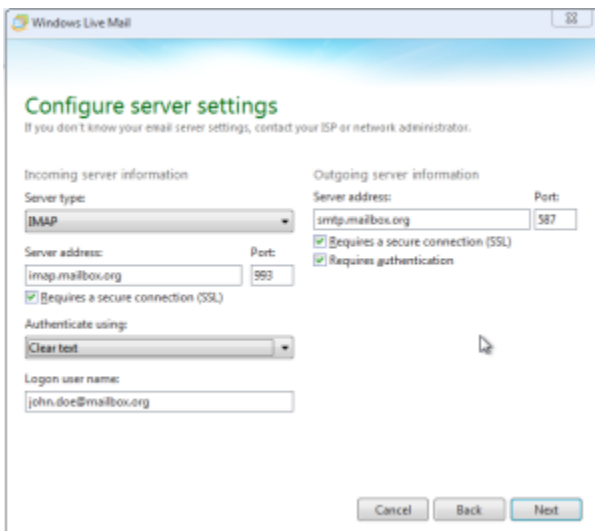 Windows Live Mail
Configure server settings
If you don't know your email server settings, contact your ISP or network administrator.
Incoming server information
Server type:
IMAP
Server address: Port:
imap.mailbox.org 993
Requires a secure connection (SSL)
Authenticate using:
Clear text
Logon user name:
john.doe@mailbox.org
Outgoing server information
Server address: Port:
smtp.mailbox.org 587
Requires a secure connection (SSL)
Requires authentication
Cancel Back Next